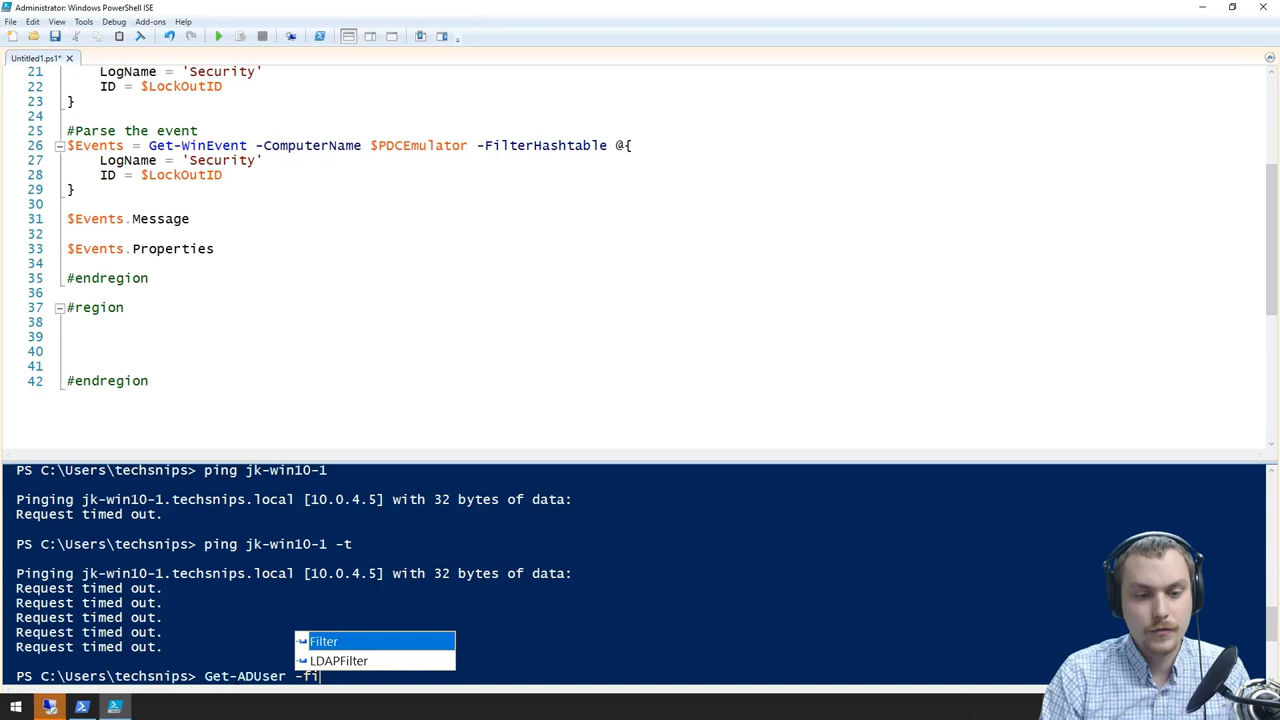 Administrator: Windows PowerShell ISE
File Edit View Tools Debug Add-ons Help
Untitled1.ps1*
21 LogName = 'Security'
22 ID = $LockOutID
23 }
24
25 #Parse the event
26 $Events = Get-WinEvent -ComputerName $PDCEmulator -FilterHashtable @{
27 LogName = 'Security'
28 ID = $LockOutID
29 }
30
31 $Events.Message
32
33 $Events.Properties
34
35 #endregion
36
37 #region
38
39
40
41
42 #endregion
PS C:\Users\techsnips> ping jk-win10-1
Pinging jk-win10-1.techsnips.local [10.0.4.5] with 32 bytes of data:
Request timed out.
PS C:\Users\techsnips> ping jk-win10-1 -t
Pinging jk-win10-1.techsnips.local [10.0.4.5] with 32 bytes of data:
Request timed out.
Request timed out.
Request timed out.
Request timed out.
Request timed out.
Filter
LDAPFilter
PS C:\Users\techsnips> Get-ADUser -fi